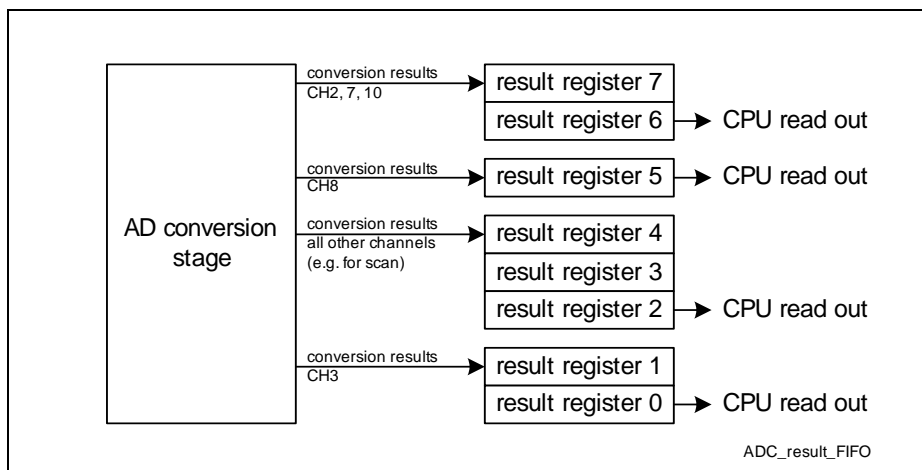 AD conversion
stage
conversion results
CH2, 7, 10
result register 7
result register 6
CPU read out
conversion results
CH8
result register 5
CPU read out
conversion results
all other channels
(e.g. for scan)
result register 4
result register 3
result register 2
CPU read out
conversion results
CH3
result register 1
result register 0
CPU read out
ADC_result_FIFO